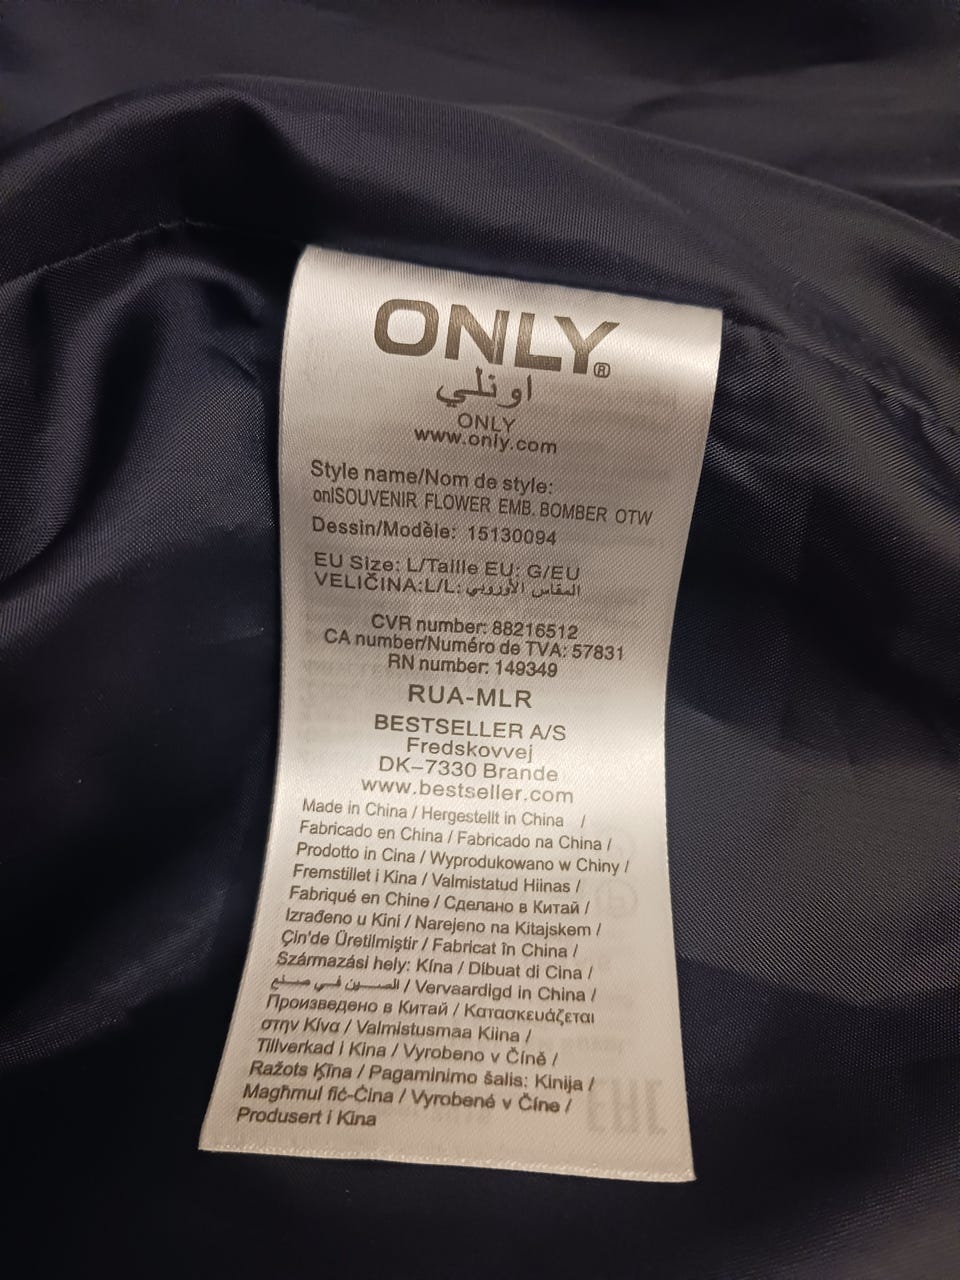 ONLY®
اونلي
ONLY
www.only.com
Style name/Nom de style:
onlSOUVENIR FLOWER EMB. BOMBER OTW
Dessin/Modèle: 15130094
EU Size: L/Taille EU: G/EU
VELIČINA:L/L: المقاس الأوروبي
CVR number: 88216512
CA number/Numéro de TVA: 57831
RN number: 149349
RUA-MLR
BESTSELLER A/S
Fredskovvej
DK-7330 Brande
www.bestseller.com
Made in China / Hergestellt in China /
Fabricado en China / Fabricado na China /
Prodotto in Cina / Wyprodukowano w Chiny /
Fremstillet i Kina / Valmistatud Hiinas /
Fabriqué en Chine / Сделано в Китай /
Izrađeno u Kini / Narejeno na Kitajskem /
Çin'de Üretilmiştir / Fabricat în China /
Származási hely: Kína / Dibuat di Cina /
الصين في صنع / Vervaardigd in China /
Произведено в Китай / Κατασκευάζεται
στην Κίνα / Valmistusmaa Kiina /
Tillverkad i Kina / Vyrobeno v Číně /
Ražots Ķīna / Pagaminimo šalis: Kinija /
Magħmul fiċ-Ċina / Vyrobené v Číne /
Produsert i Kina